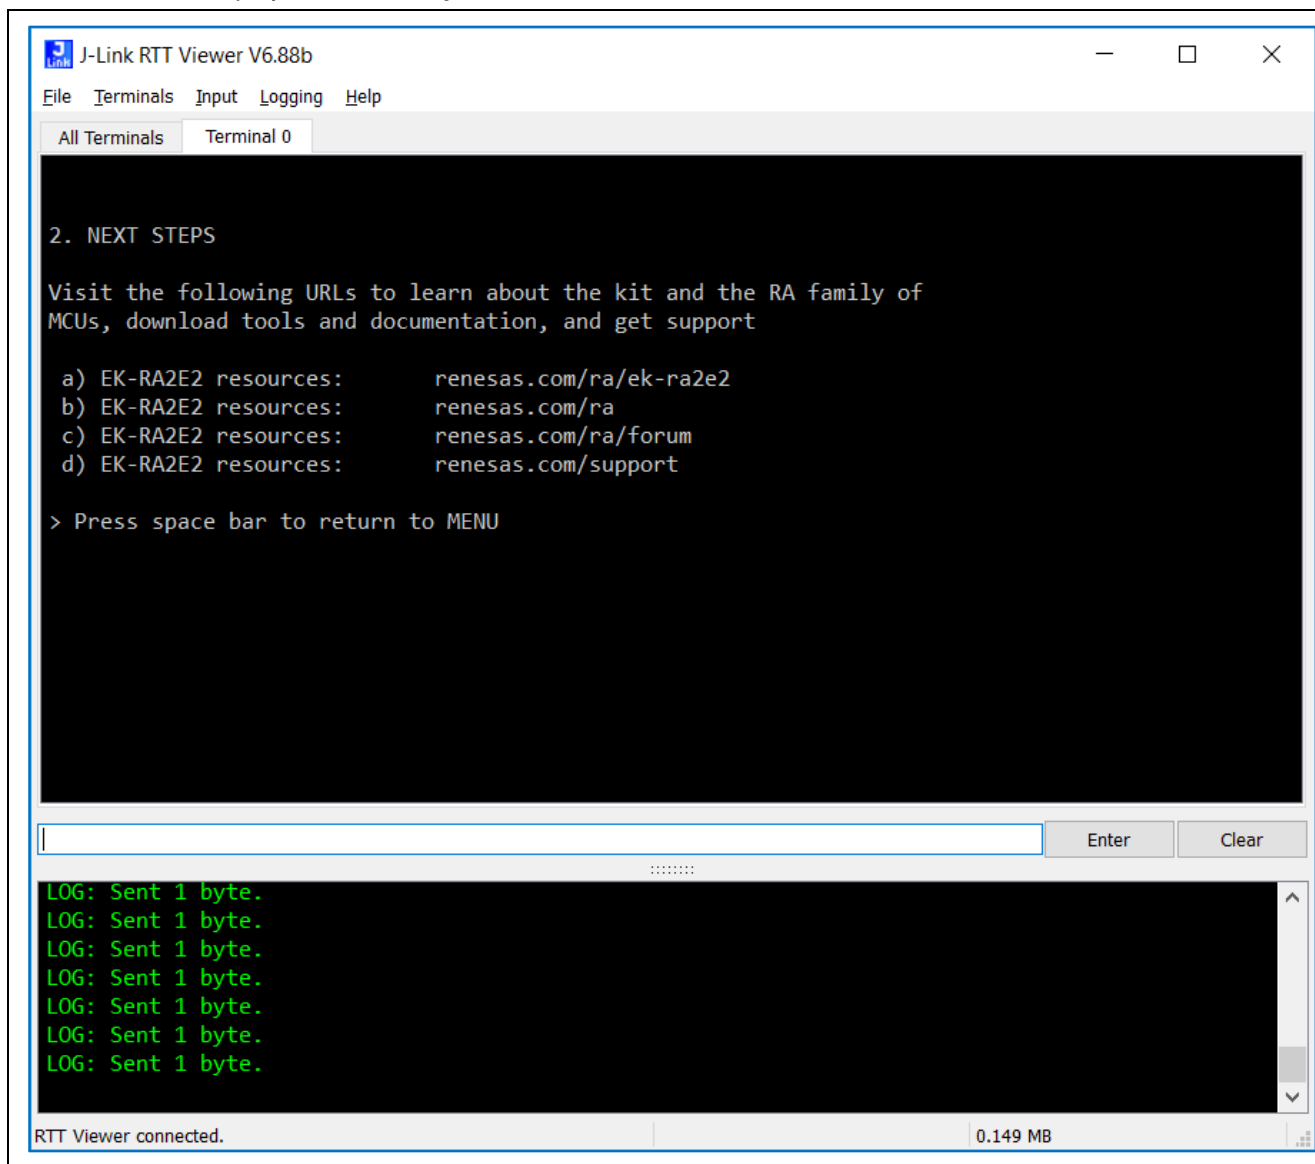 J-Link RTT Viewer V6.88b
File Terminals Input Logging Help
All Terminals Terminal 0
2. NEXT STEPS
Visit the following URLs to learn about the kit and the RA family of
MCUs, download tools and documentation, and get support
a) EK-RA2E2 resources: renesas.com/ra/ek-ra2e2
b) EK-RA2E2 resources: renesas.com/ra
c) EK-RA2E2 resources: renesas.com/ra/forum
d) EK-RA2E2 resources: renesas.com/support
> Press space bar to return to MENU
Enter Clear
LOG: Sent 1 byte.
LOG: Sent 1 byte.
LOG: Sent 1 byte.
LOG: Sent 1 byte.
LOG: Sent 1 byte.
LOG: Sent 1 byte.
LOG: Sent 1 byte.
RTT Viewer connected. 0.149 MB